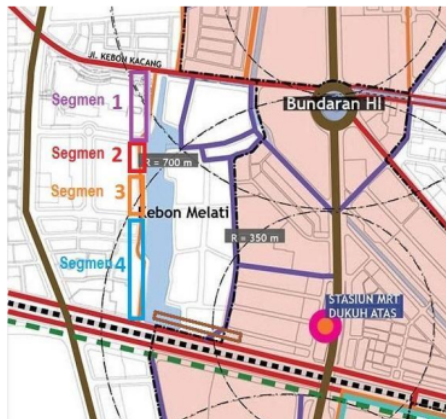 JL. KEBON KACANG
Segmen 1
Bundaran HI
Segmen 2
R = 700 m
Segmen 3
Kebon Melati
R = 350 m
Segmen 4
STASIUN MRT
DUKUH ATAS